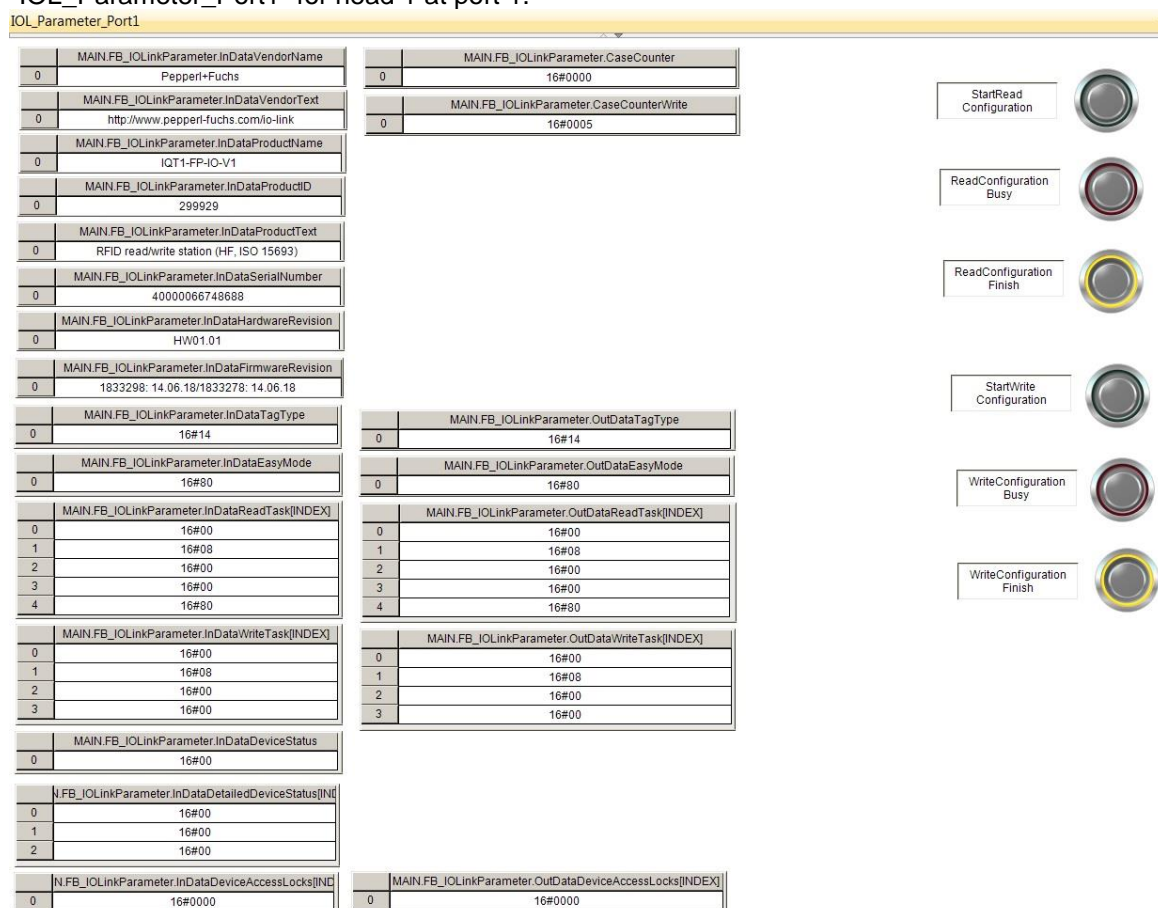 "IOL_Parameter_Port1" for head 1 at port 1.
IOL_Parameter_Port1
MAIN.FB_IOLinkParameter.InDataVendorName
0 Pepperl+Fuchs
MAIN.FB_IOLinkParameter.InDataVendorText
0 http://www.pepperl-fuchs.com/io-link
MAIN.FB_IOLinkParameter.InDataProductName
0 IQT1-FP-IO-V1
MAIN.FB_IOLinkParameter.InDataProductID
0 299929
MAIN.FB_IOLinkParameter.InDataProductText
0 RFID read/write station (HF, ISO 15693)
MAIN.FB_IOLinkParameter.InDataSerialNumber
0 40000066748688
MAIN.FB_IOLinkParameter.InDataHardwareRevision
0 HW01.01
MAIN.FB_IOLinkParameter.InDataFirmwareRevision
0 1833298: 14.06.18/1833278: 14.06.18
MAIN.FB_IOLinkParameter.InDataTagType
0 16#14
MAIN.FB_IOLinkParameter.InDataEasyMode
0 16#80
MAIN.FB_IOLinkParameter.InDataReadTask[INDEX]
0 16#00
1 16#08
2 16#00
3 16#00
4 16#80
MAIN.FB_IOLinkParameter.InDataWriteTask[INDEX]
0 16#00
1 16#08
2 16#00
3 16#00
MAIN.FB_IOLinkParameter.InDataDeviceStatus
0 16#00
N.FB_IOLinkParameter.InDataDetailedDeviceStatus[IND
0 16#00
1 16#00
2 16#00
N.FB_IOLinkParameter.InDataDeviceAccessLocks[IND
0 16#0000
MAIN.FB_IOLinkParameter.CaseCounter
0 16#0000
MAIN.FB_IOLinkParameter.CaseCounterWrite
0 16#0005
MAIN.FB_IOLinkParameter.OutDataTagType
0 16#14
MAIN.FB_IOLinkParameter.OutDataEasyMode
0 16#80
MAIN.FB_IOLinkParameter.OutDataReadTask[INDEX]
0 16#00
1 16#08
2 16#00
3 16#00
4 16#80
MAIN.FB_IOLinkParameter.OutDataWriteTask[INDEX]
0 16#00
1 16#08
2 16#00
3 16#00
MAIN.FB_IOLinkParameter.OutDataDeviceAccessLocks[INDEX]
0 16#0000
StartRead
Configuration
ReadConfiguration
Busy
ReadConfiguration
Finish
StartWrite
Configuration
WriteConfiguration
Busy
WriteConfiguration
Finish